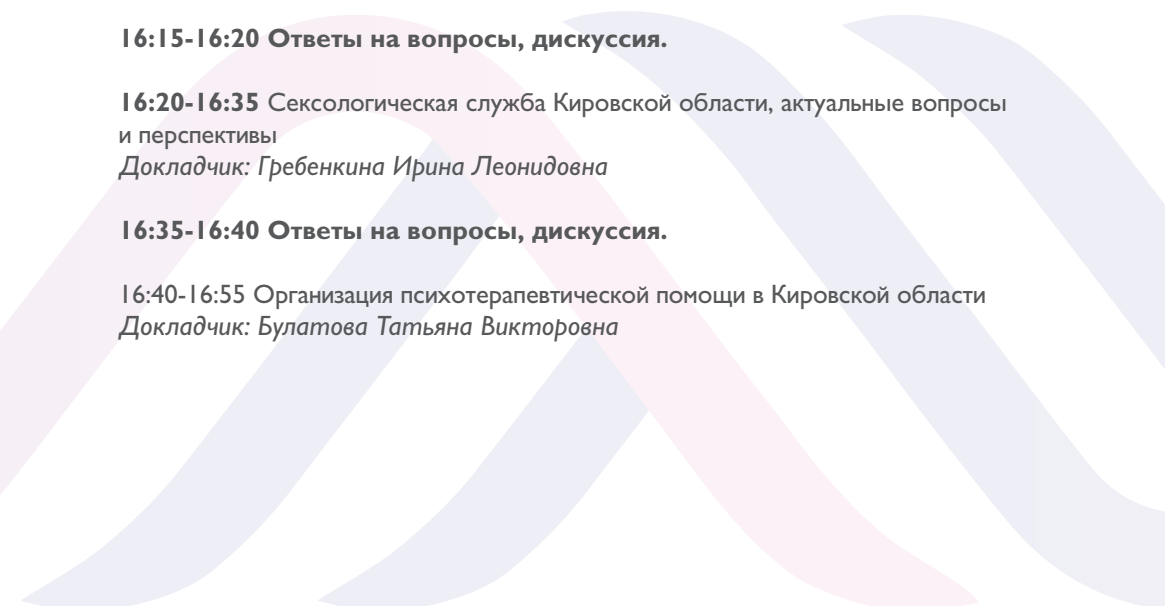 16:15-16:20 Ответы на вопросы, дискуссия.
16:20-16:35 Сексологическая служба Кировской области, актуальные вопросы
и перспективы
Докладчик: Гребенкина Ирина Леонидовна
16:35-16:40 Ответы на вопросы, дискуссия.
16:40-16:55 Организация психотерапевтической помощи в Кировской области
Докладчик: Булатова Татьяна Викторовна